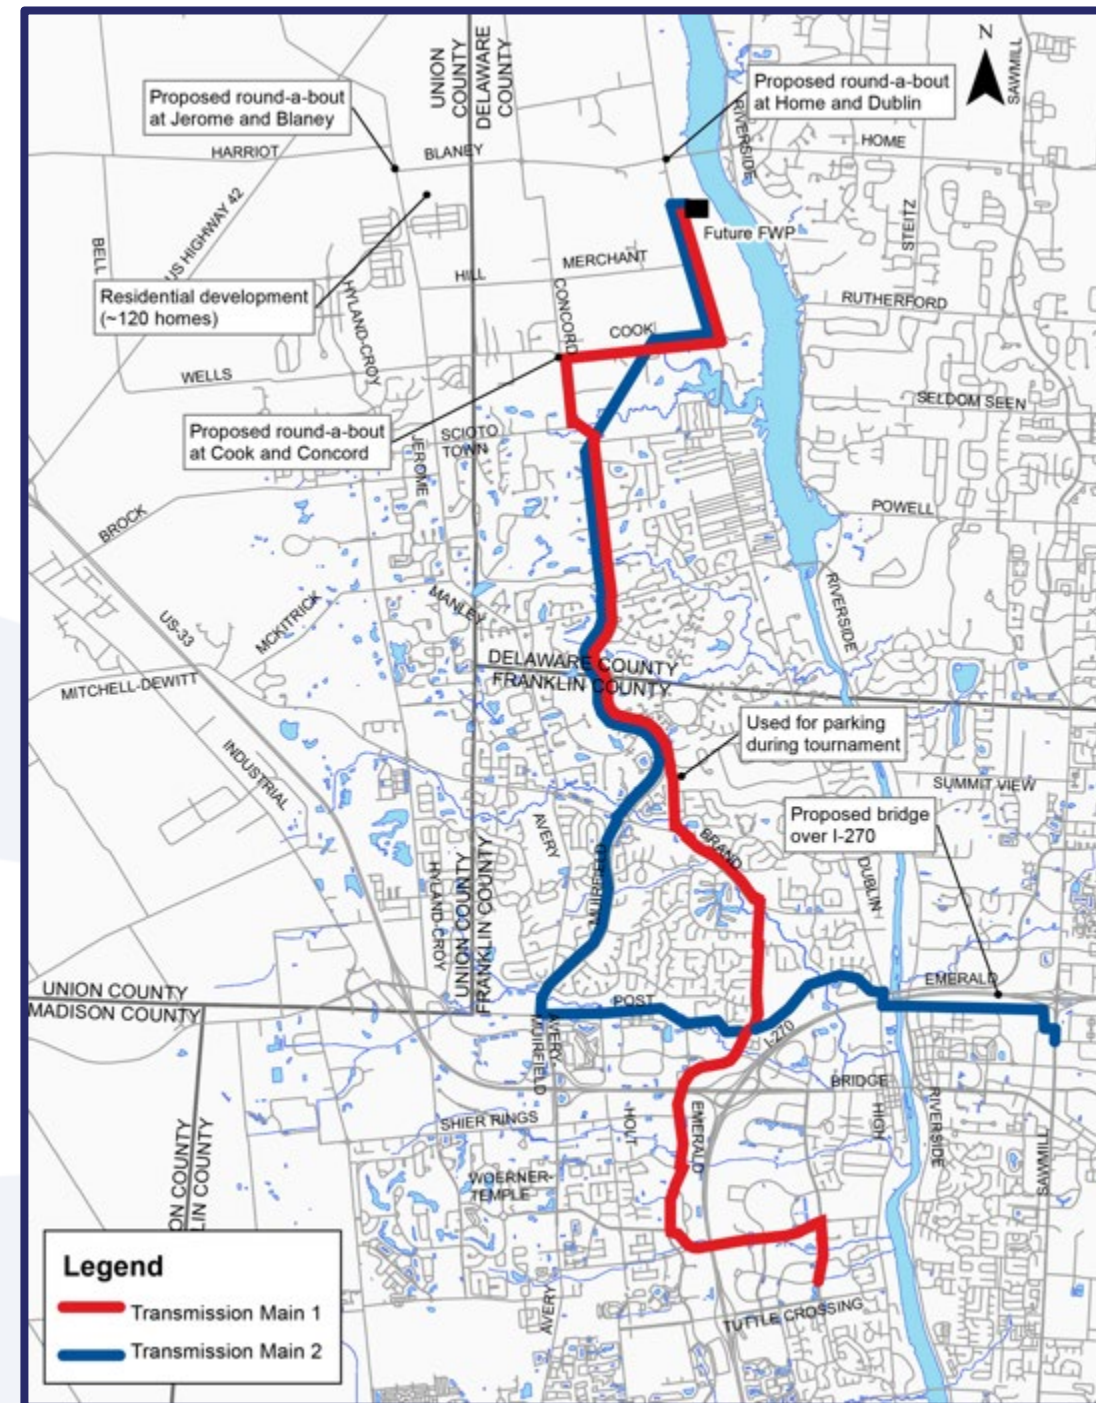 N
UNION
COUNTY
DELAWARE
COUNTY
SAWMILL
Proposed round-a-bout
at Jerome and Blaney
Proposed round-a-bout
at Home and Dublin
RIVERSIDE
HARRIOT
BLANEY
HOME
US HIGHWAY 42
BELL
STEITZ
Future FWP
MERCHANT
HILL
Residential development
(~120 homes)
HYLAND-CROY
CONCORD
RUTHERFORD
COOK
WELLS
SELDOM SEEN
Proposed round-a-bout
at Cook and Concord
SCIOTO
TOWN
JEROME
BROCK
POWELL
MANLEY
MCKITRICK
US-33
RIVERSIDE
DELAWARE COUNTY
FRANKLIN COUNTY
MITCHELL-DEWITT
Used for parking
during tournament
INDUSTRIAL
SUMMIT VIEW
Proposed bridge
over I-270
AVERY
BRAND
DUBLIN
HYLAND-CROY
UNION COUNTY
FRANKLIN COUNTY
EMERALD
UNION COUNTY
MADISON COUNTY
POST
AVERY
MUIRFIELD
I-270
BRIDGE
SHIER RINGS
HOLT
EMERALD
HIGH
RIVERSIDE
SAWMILL
WOERNER-
TEMPLE
ON COUNTY
LIN COUNTY
AVERY
TUTTLE CROSSING
Legend
Transmission Main 1
Transmission Main 2